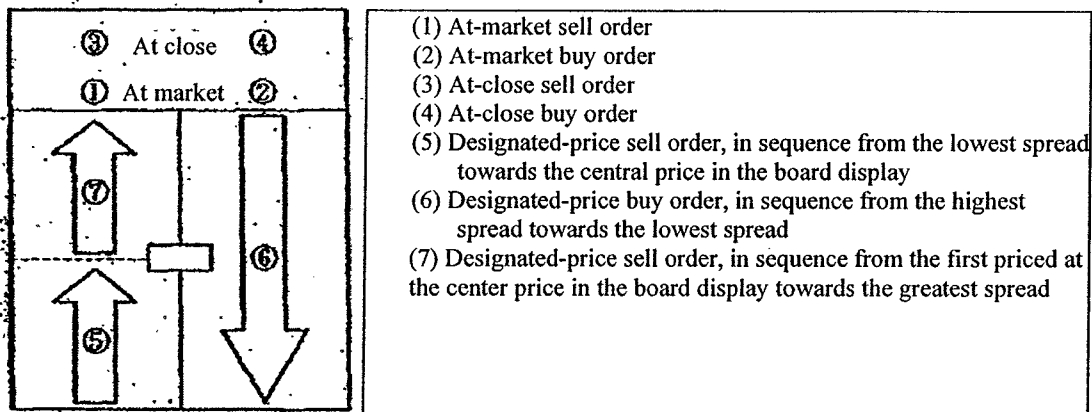 ③ At close ④
① At market ②
⑦
⑥
⑤
(1) At-market sell order
(2) At-market buy order
(3) At-close sell order
(4) At-close buy order
(5) Designated-price sell order, in sequence from the lowest spread
towards the central price in the board display
(6) Designated-price buy order, in sequence from the highest
spread towards the lowest spread
(7) Designated-price sell order, in sequence from the first priced at
the center price in the board display towards the greatest spread